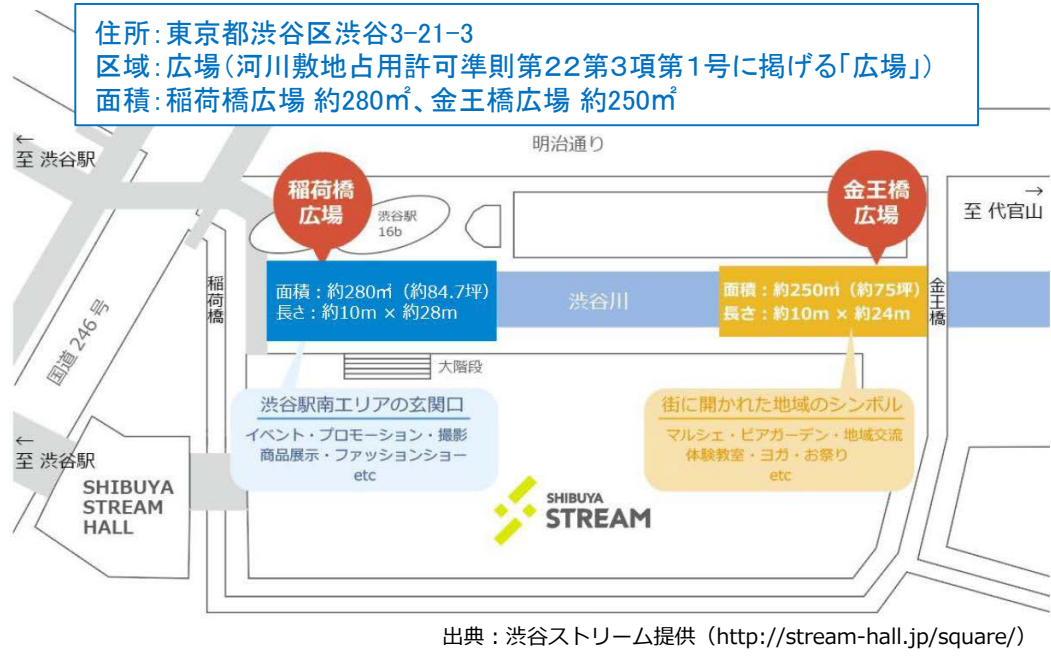 住所：東京都渋谷区渋谷3-21-3
区域：広場（河川敷地占用許可準則第２２第３項第１号に掲げる「広場」）
面積：稲荷橋広場 約280㎡、金王橋広場 約250㎡
←
至 渋谷駅
明治通り
稲荷橋
広場
渋谷駅
16b
金王橋
広場
→
至 代官山
稲荷橋
面積：約280㎡（約84.7坪）
長さ：約10m × 約28m
渋谷川
面積：約250㎡（約75坪）
長さ：約10m × 約24m
金王橋
国道 246 号
大階段
渋谷駅南エリアの玄関口
イベント・プロモーション・撮影
商品展示・ファッションショー
etc
街に開かれた地域のシンボル
マルシェ・ビアガーデン・地域交流
体験教室・ヨガ・お祭り
etc
←
至 渋谷駅
SHIBUYA
STREAM
HALL
SHIBUYA
STREAM
出典：渋谷ストリーム提供（http://stream-hall.jp/square/）